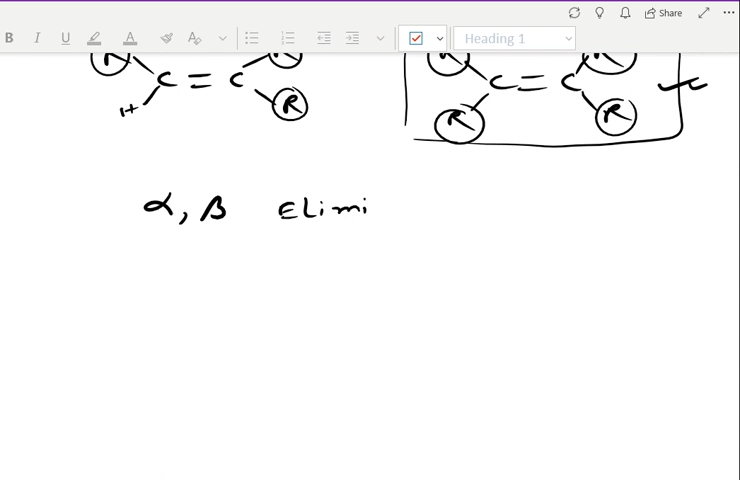 Share
B I U A A Heading 1
R R R R
C = C C = C
H R R R
α, β Elimi